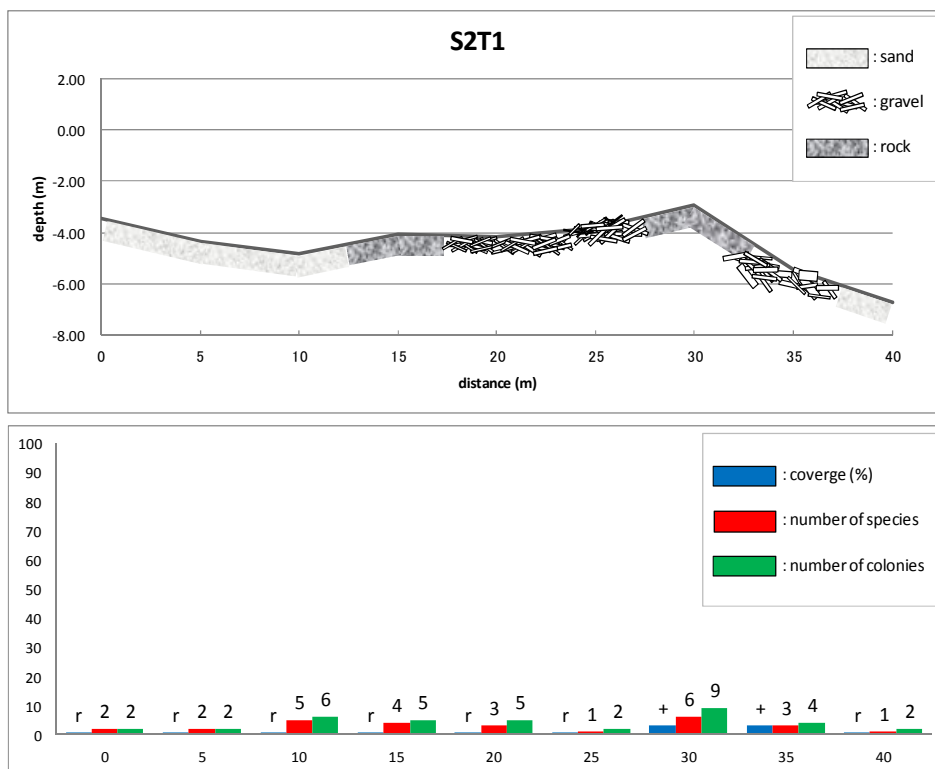 S2T1
: sand
: gravel
: rock
2.00
0.00
-2.00
-4.00
-6.00
-8.00
depth (m)
0 5 10 15 20 25 30 35 40
distance (m)
100
90
80
70
60
50
40
30
20
10
0
: coverge (%)
: number of species
: number of colonies
r 2 2 r 2 2 r 5 6 r 4 5 r 3 5 r 1 2 + 6 9 + 3 4 r 1 2
0 5 10 15 20 25 30 35 40